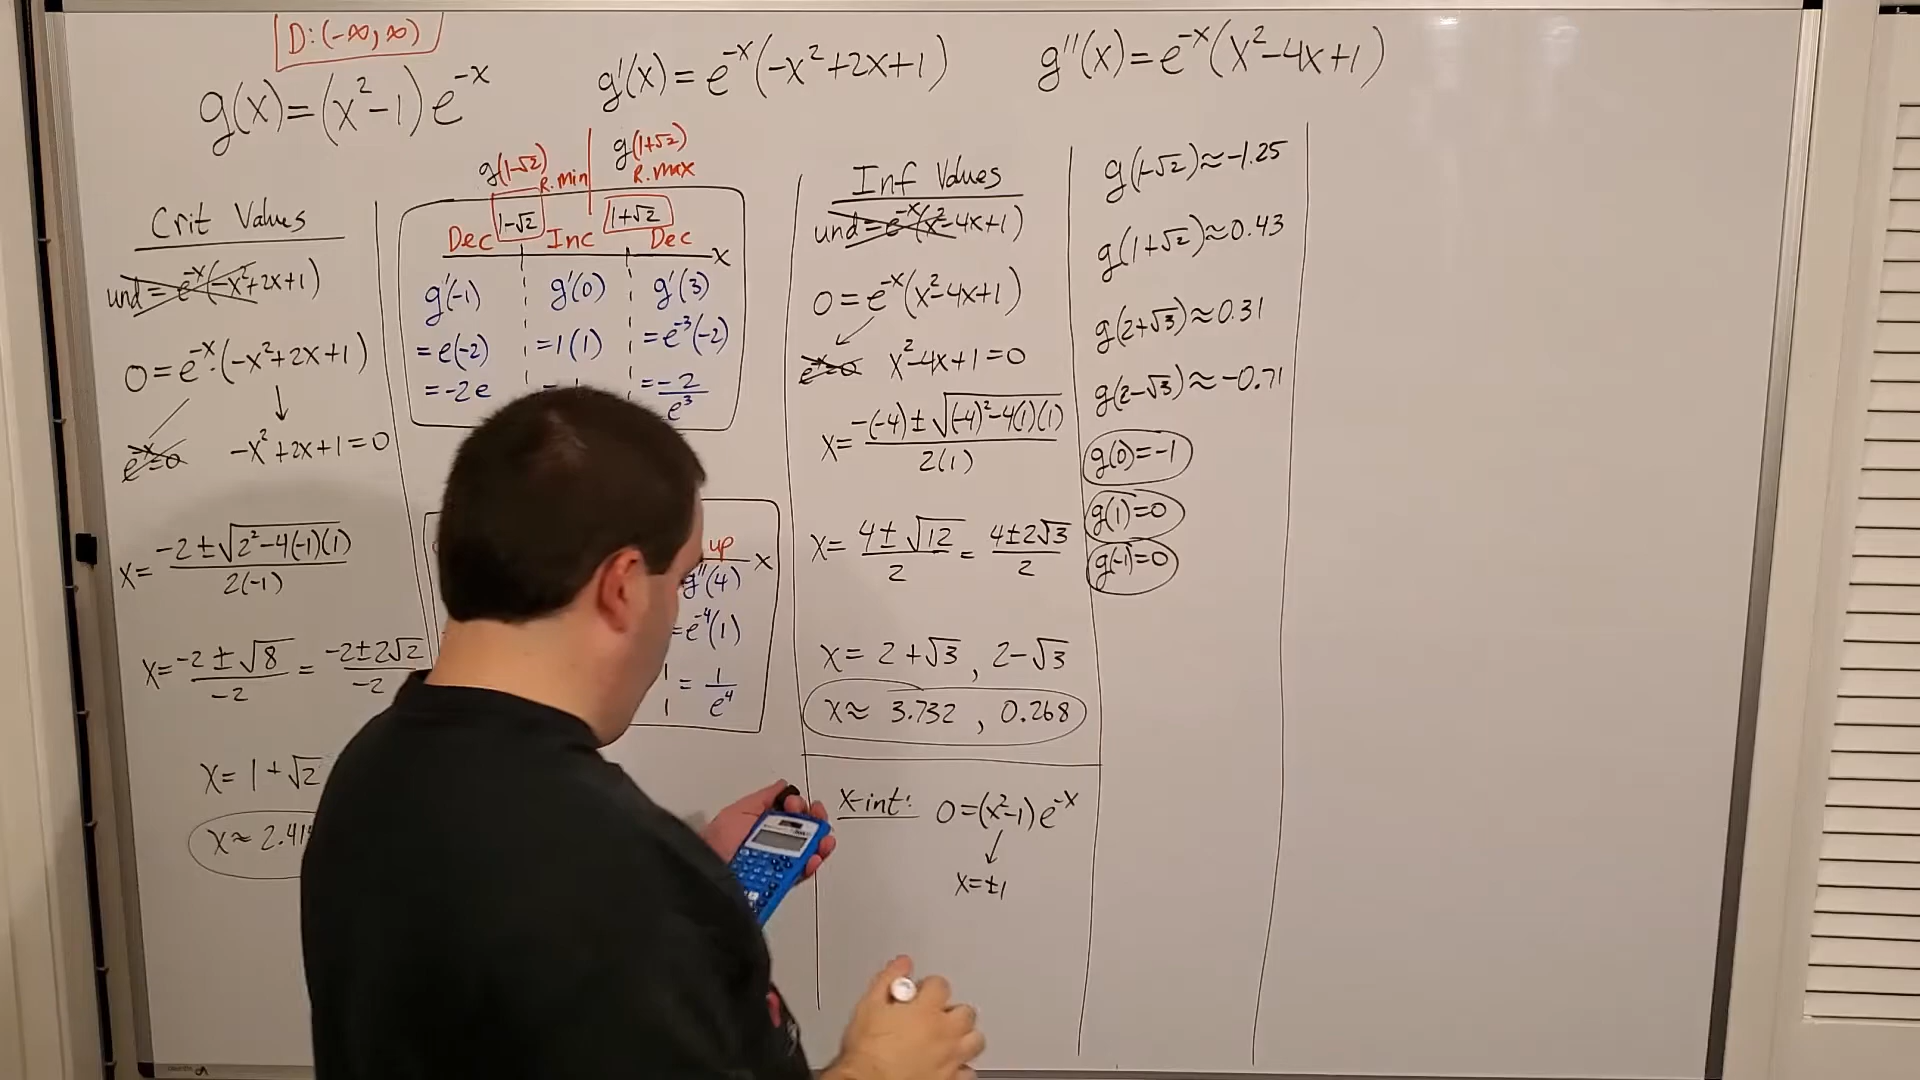 D: (-∞, ∞)
g(x) = (x²-1) e^-x
g'(x) = e^-x (-x²+2x+1)
g''(x) = e^-x (x²-4x+1)
Crit Values
und = e^-x (-x²+2x+1)
0 = e^-x · (-x²+2x+1)
e^-x = 0 -x²+2x+1=0
x = (-2 ± √(2²-4(-1)(1))) / 2(-1)
x = (-2 ± √8) / -2 = (-2 ± 2√2) / -2
x = 1+√2
x ≈ 2.41
g(1-√2) R. min
g(1+√2) R. max
1-√2 1+√2
Dec Inc Dec x
g'(-1) g'(0) g'(3)
= e(-2) = 1(1) = e^-3 (-2)
= -2e = -2/e³
up
x
g''(4)
= e^-4 (1)
= 1/e⁴
Inf Values
und = e^-x (x²-4x+1)
0 = e^-x (x²-4x+1)
e^-x = 0 x²-4x+1=0
x = (-(-4) ± √((-4)²-4(1)(1))) / 2(1)
x = (4 ± √12) / 2 = (4 ± 2√3) / 2
x = 2+√3 , 2-√3
x ≈ 3.732 , 0.268
x-int: 0 = (x²-1) e^-x
x = ±1
g(1-√2) ≈ -1.25
g(1+√2) ≈ 0.43
g(2+√3) ≈ 0.31
g(2-√3) ≈ -0.71
g(0) = -1
g(1) = 0
g(-1) = 0